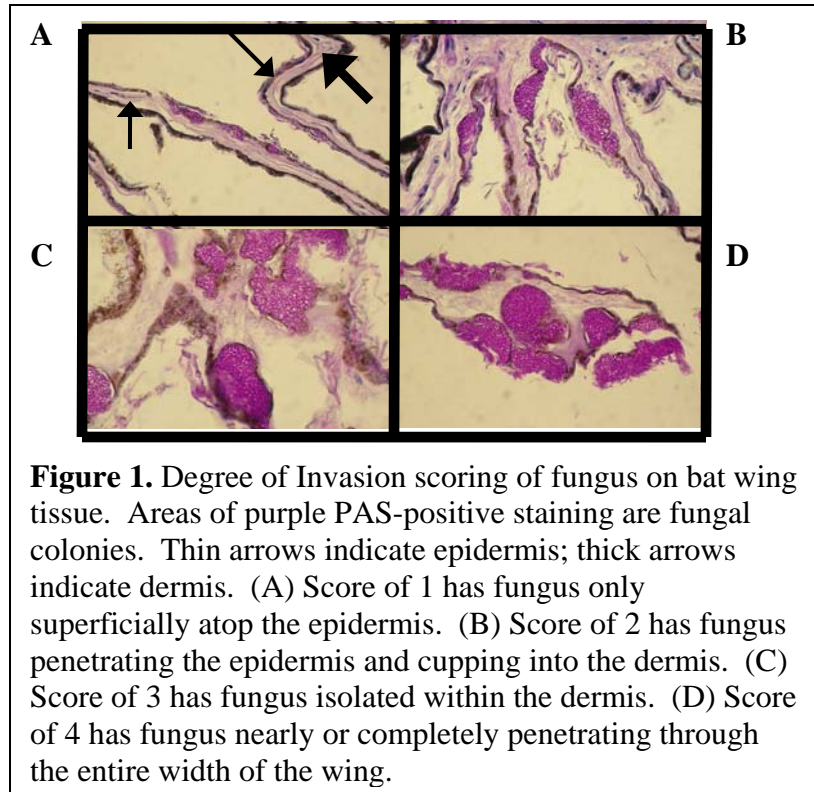 A
B
C
D
Figure 1. Degree of Invasion scoring of fungus on bat wing
tissue. Areas of purple PAS-positive staining are fungal
colonies. Thin arrows indicate epidermis; thick arrows
indicate dermis. (A) Score of 1 has fungus only
superficially atop the epidermis. (B) Score of 2 has fungus
penetrating the epidermis and cupping into the dermis. (C)
Score of 3 has fungus isolated within the dermis. (D) Score
of 4 has fungus nearly or completely penetrating through
the entire width of the wing.